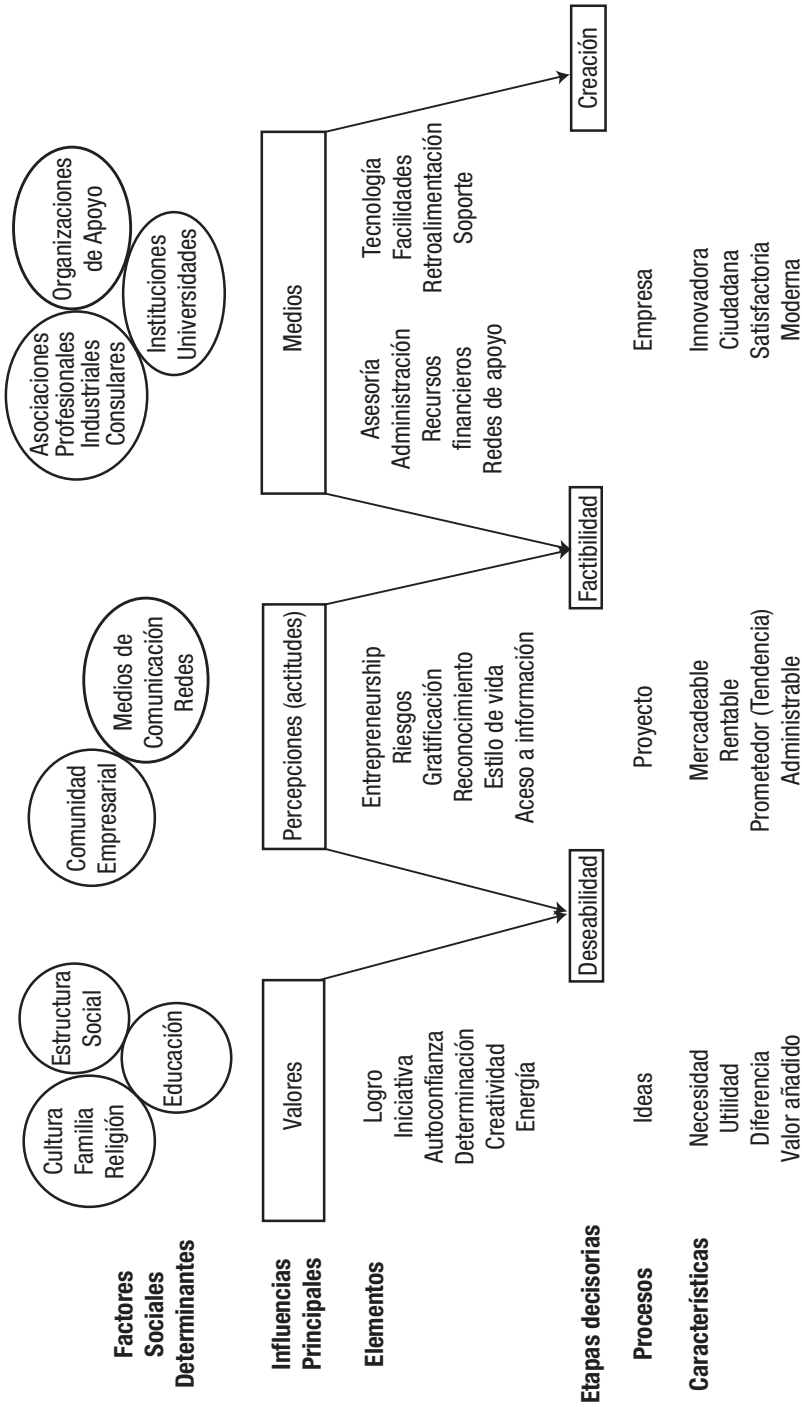 Factores
Sociales
Determinantes
Cultura
Familia
Religión
Estructura
Social
Educación
Comunidad
Empresarial
Medios de
Comunicación
Redes
Asociaciones
Profesionales
Industriales
Consulares
Organizaciones
de Apoyo
Instituciones
Universidades
Influencias
Principales
Valores
Percepciones (actitudes)
Medios
Elementos
Logro
Iniciativa
Autoconfianza
Determinación
Creatividad
Energía
Entrepreneurship
Riesgos
Gratificación
Reconocimiento
Estilo de vida
Aceso a información
Asesoría
Administración
Recursos
financieros
Redes de apoyo
Tecnología
Facilidades
Retroalimentación
Soporte
Etapas decisorias
Deseabilidad
Factibilidad
Creación
Procesos
Ideas
Proyecto
Empresa
Características
Necesidad
Utilidad
Diferencia
Valor añadido
Mercadeable
Rentable
Prometedor (Tendencia)
Administrable
Innovadora
Ciudadana
Satisfactoria
Moderna